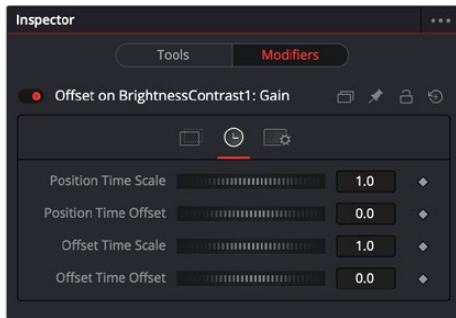 Inspector
Tools Modifiers
Offset on BrightnessContrast1: Gain
Position Time Scale 1.0
Position Time Offset 0.0
Offset Time Scale 1.0
Offset Time Offset 0.0